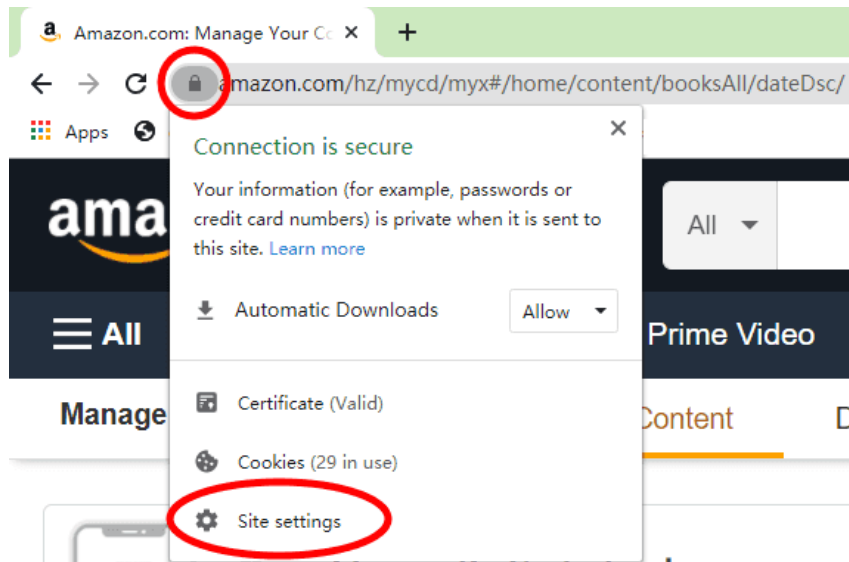 Amazon.com: Manage Your Co
amazon.com/hz/mycd/myx#/home/content/booksAll/dateDsc/
Apps
Connection is secure
Your information (for example, passwords or
credit card numbers) is private when it is sent to
this site. Learn more
ama
All
Automatic Downloads
Allow
All
Prime Video
Certificate (Valid)
Manage
Content
D
Cookies (29 in use)
Site settings